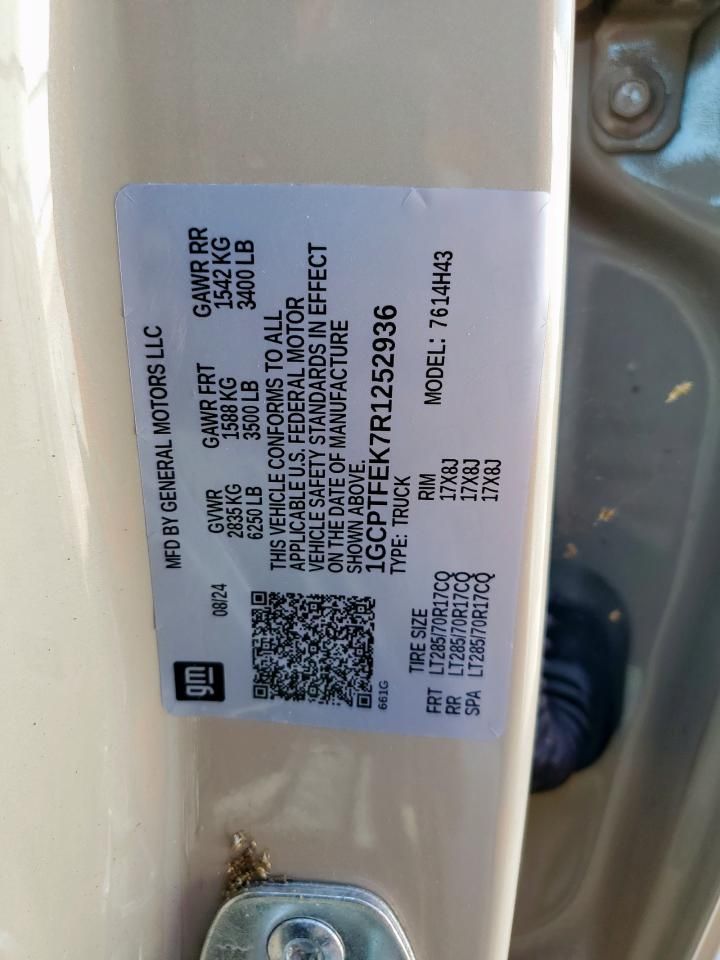 MFD BY GENERAL MOTORS LLC
gm
08/24
GVWR GAWR FRT GAWR RR
2835 KG 1588 KG 1542 KG
6250 LB 3500 LB 3400 LB
THIS VEHICLE CONFORMS TO ALL
APPLICABLE U.S. FEDERAL MOTOR
VEHICLE SAFETY STANDARDS IN EFFECT
ON THE DATE OF MANUFACTURE
SHOWN ABOVE.
1GCPTFEK7R1252936
661G
TYPE: TRUCK
TIRE SIZE RIM MODEL: 7614H43
FRT LT285/70R17CQ 17X8J
RR LT285/70R17CQ 17X8J
SPA LT285/70R17CQ 17X8J